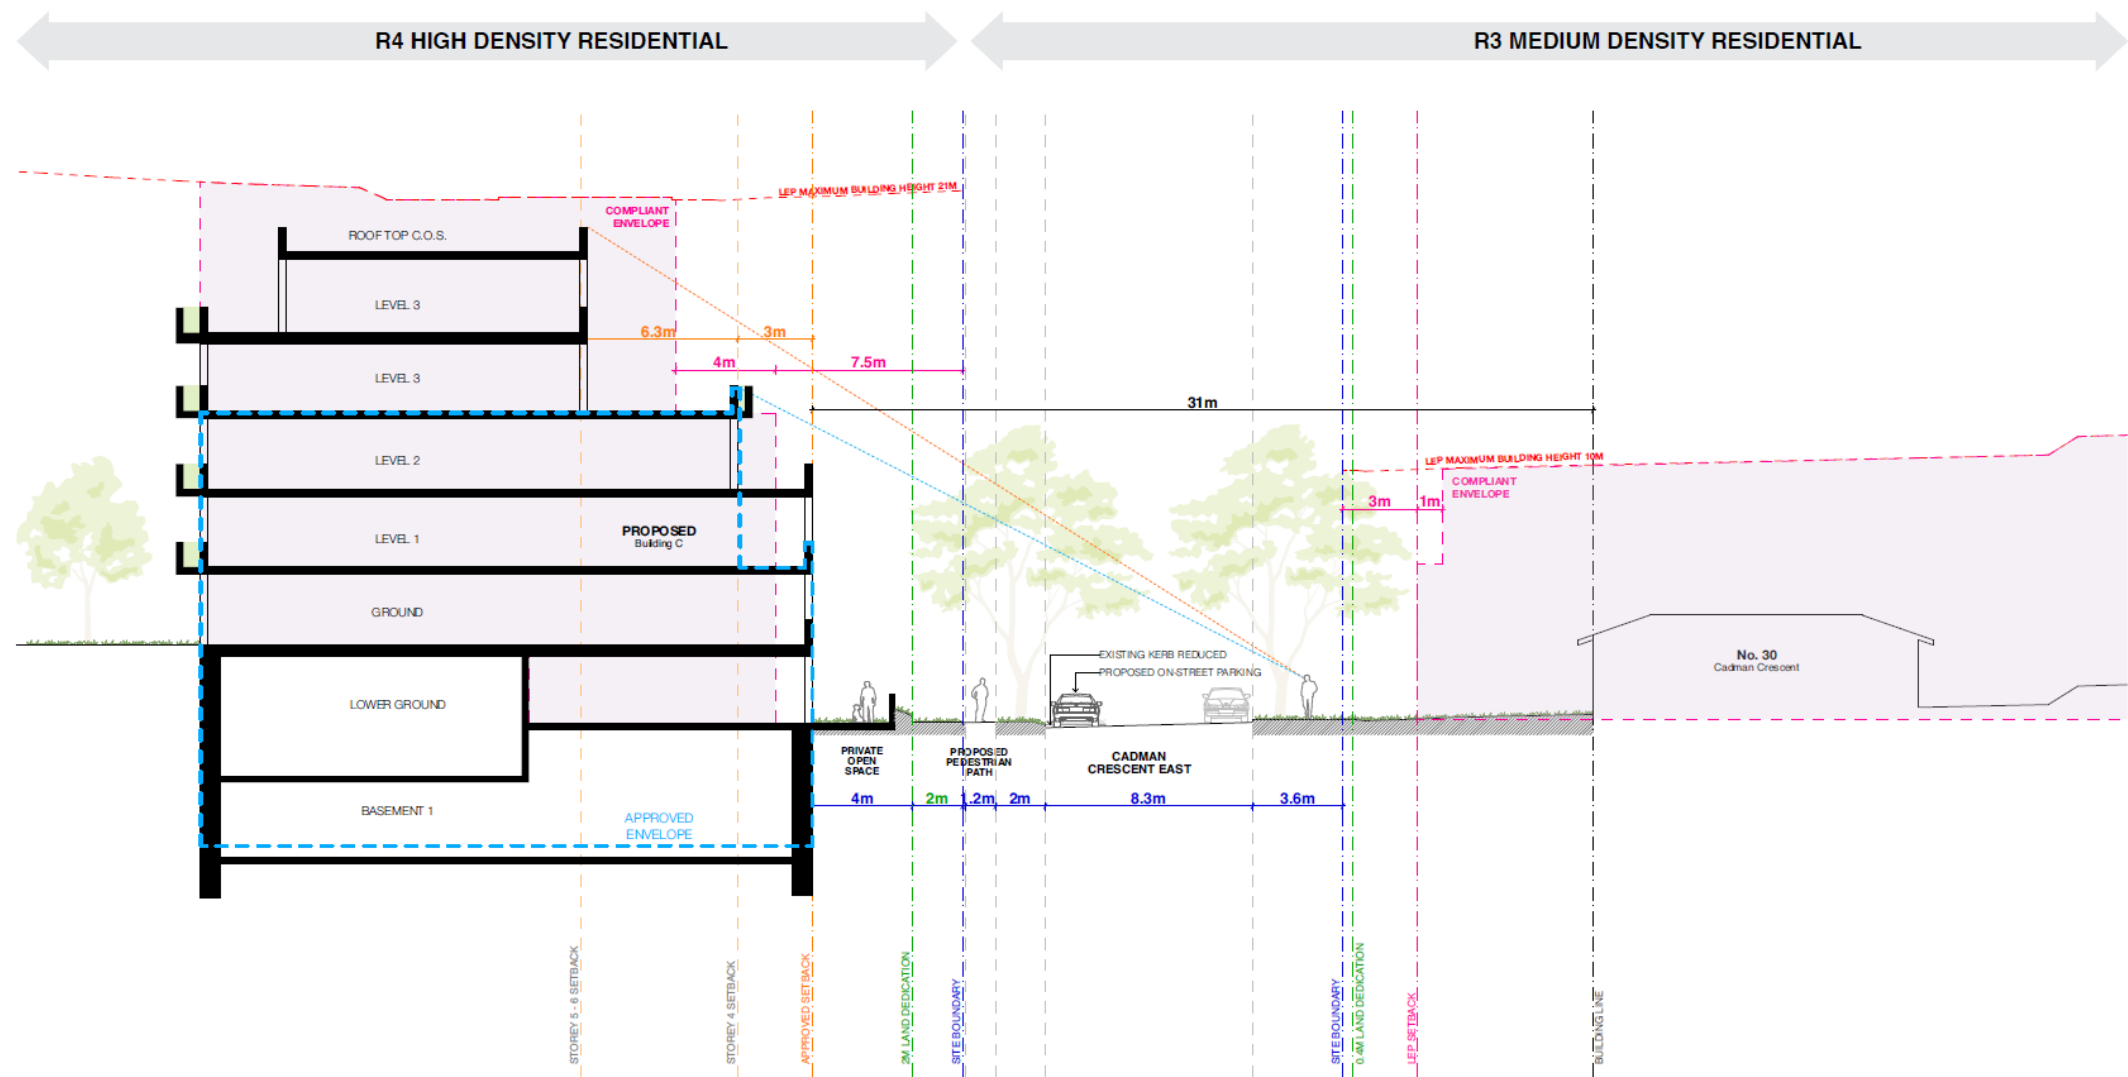 R4 HIGH DENSITY RESIDENTIAL
R3 MEDIUM DENSITY RESIDENTIAL
LEP MAXIMUM BUILDING HEIGHT 21M
COMPLIANT
ENVELOPE
ROOFTOP C.O.S.
LEVEL 3
6.3m
3m
4m
7.5m
LEVEL 3
31m
LEVEL 2
LEP MAXIMUM BUILDING HEIGHT 10M
COMPLIANT
ENVELOPE
3m
1m
LEVEL 1
PROPOSED
Building C
GROUND
EXISTING KERB REDUCED
PROPOSED ON-STREET PARKING
No. 30
Cadman Crescent
LOWER GROUND
PRIVATE
OPEN
SPACE
PROPOSED
PEDESTRIAN
PATH
CADMAN
CRESCENT EAST
4m
2m
1.2m
2m
8.3m
3.6m
BASEMENT 1
APPROVED
ENVELOPE
STOREY 5 - 6 SETBACK
STOREY 4 SETBACK
APPROVED SETBACK
2M LAND DEDICATION
SITE BOUNDARY
SITE BOUNDARY
0.4M LAND DEDICATION
LEP SETBACK
BUILDING LINE